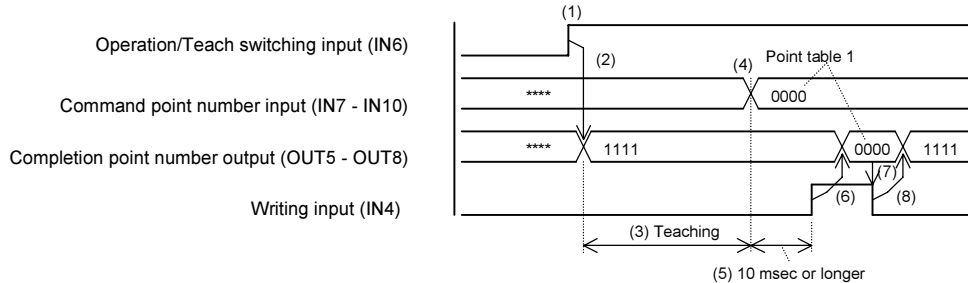 (1)
Operation/Teach switching input (IN6)
(2)
(4)
Point table 1
Command point number input (IN7 - IN10)
****
0000
Completion point number output (OUT5 - OUT8)
****
1111
0000
1111
(7)
Writing input (IN4)
(6)
(8)
(3) Teaching
(5) 10 msec or longer